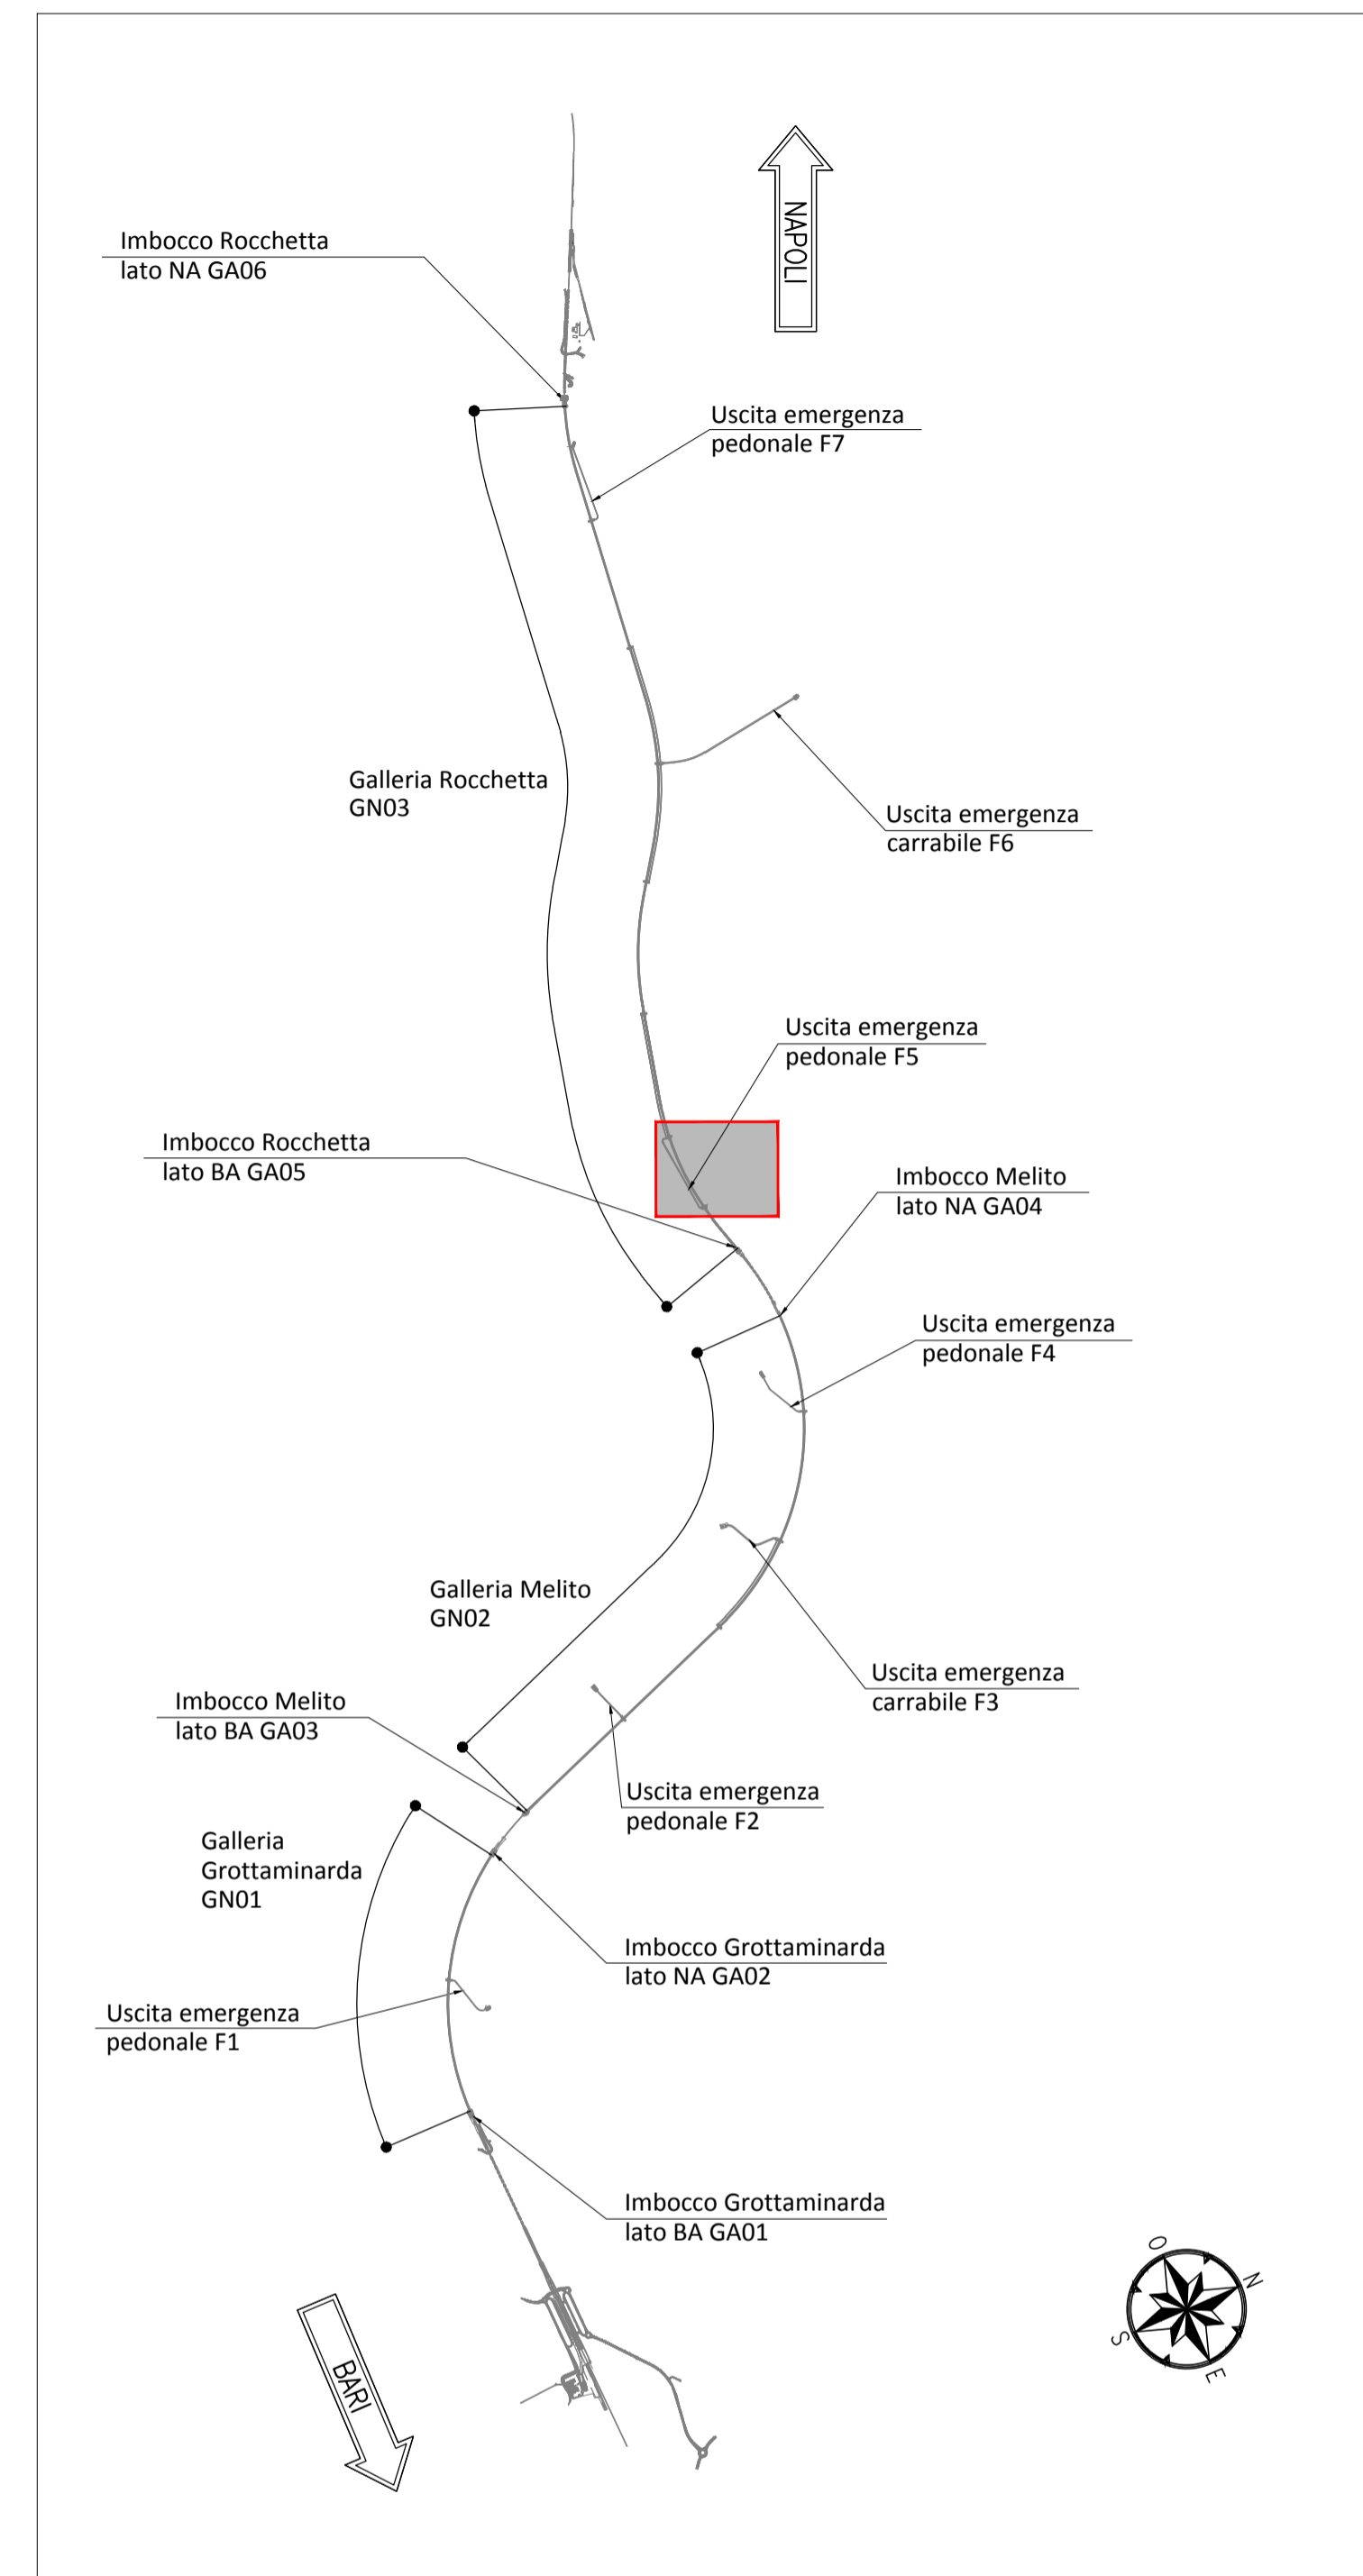 NAPOLI
Imbocco Rocchetta
lato NA GA06
Uscita emergenza
pedonale F7
Galleria Rocchetta
GN03
Uscita emergenza
carrabile F6
Uscita emergenza
pedonale F5
Imbocco Rocchetta
lato BA GA05
Imbocco Melito
lato NA GA04
Uscita emergenza
pedonale F4
Galleria Melito
GN02
Uscita emergenza
carrabile F3
Imbocco Melito
lato BA GA03
Uscita emergenza
pedonale F2
Galleria
Grottaminarda
GN01
Imbocco Grottaminarda
lato NA GA02
Uscita emergenza
pedonale F1
Imbocco Grottaminarda
lato BA GA01
O
N
S
E
BARI